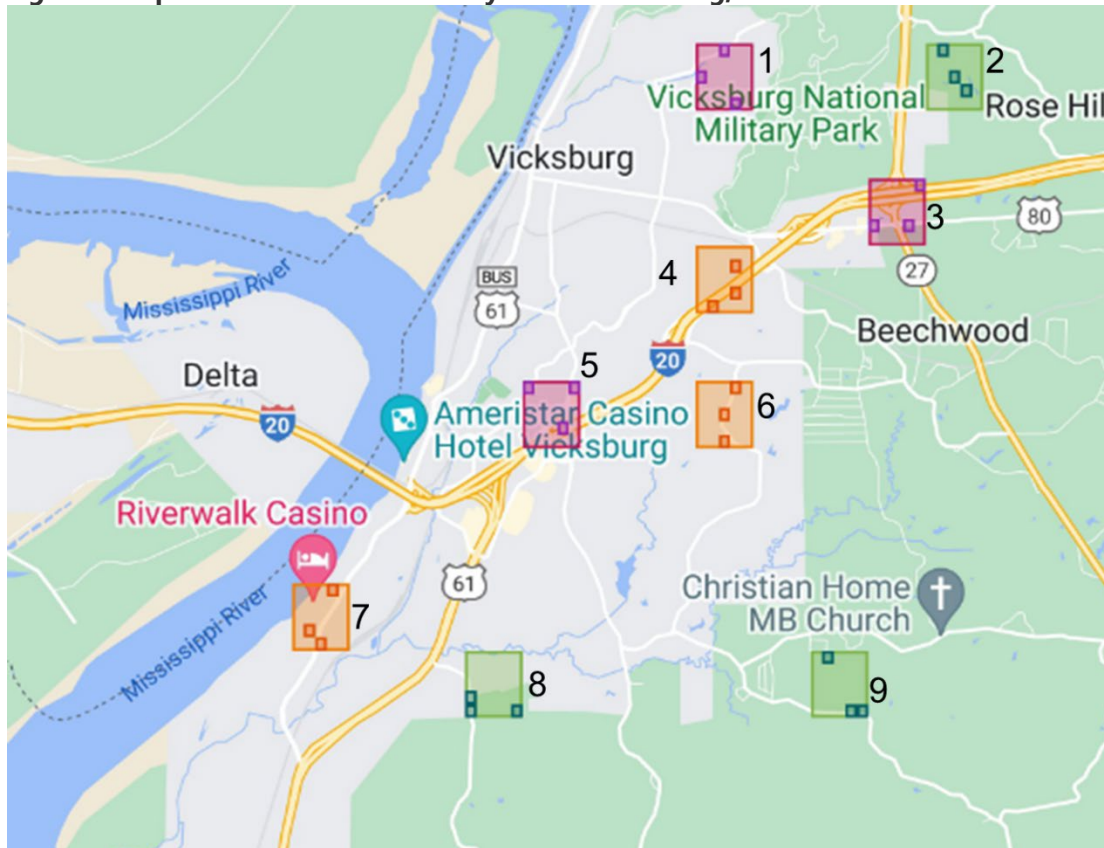 1
2
Vicksburg National
Military Park
Rose Hil
Vicksburg
3
80
4
27
BUS
61
Mississippi River
Beechwood
20
5
Delta
6
Ameristar Casino
Hotel Vicksburg
20
Riverwalk Casino
61
Christian Home
MB Church
7
Mississippi River
8
9